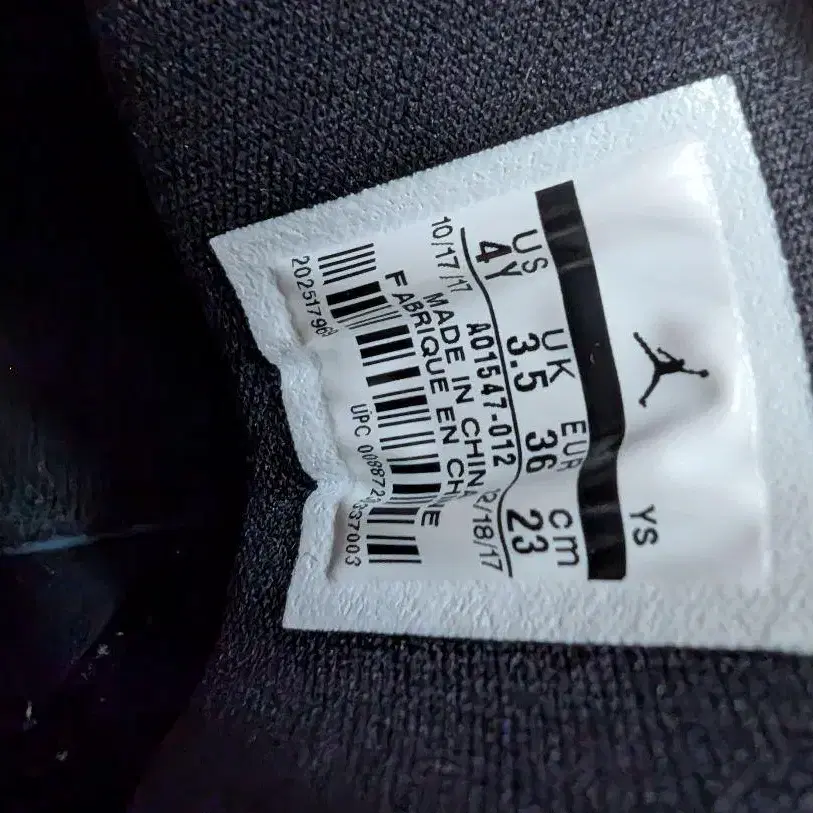 YS
US UK EUR cm
4Y 3.5 36 23
AO1547-012
10/17/17 12/18/17
MADE IN CHINA
FABRIQUE EN CHINE
UPC